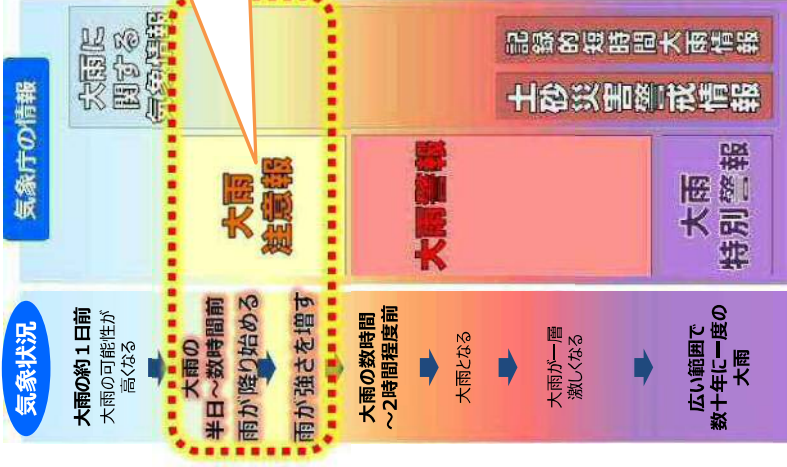 気象状況
大雨の約1日前
大雨の可能性が
高くなる
大雨の
半日～数時間前
雨が降り始める
雨が強さを増す
大雨の数時間
～2時間程度前
大雨となる
大雨が一層
激しくなる
広い範囲で
数十年に一度の
大雨
気象庁の情報
大雨
注意報
大雨警報
大雨
特別警報
大雨に
関する
気象情報
土砂災害警戒情報
記録的短時間大雨情報